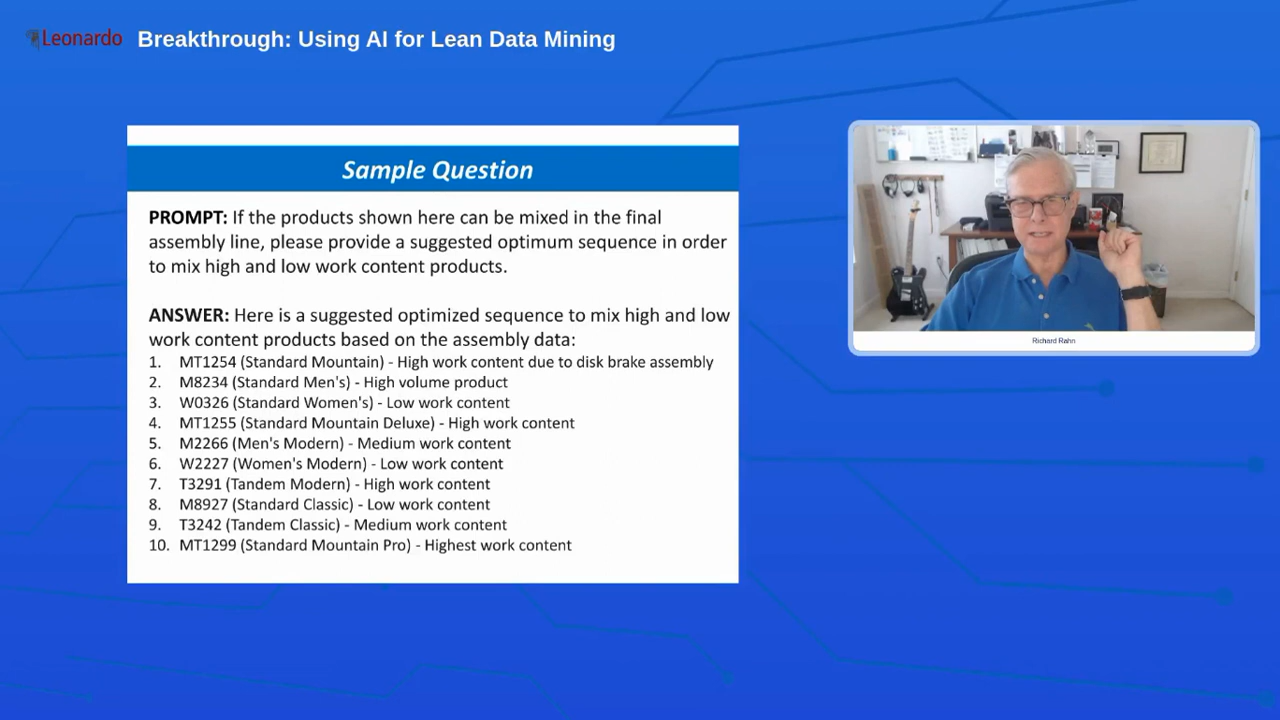 Leonardo Breakthrough: Using AI for Lean Data Mining
Sample Question
PROMPT: If the products shown here can be mixed in the final
assembly line, please provide a suggested optimum sequence in order
to mix high and low work content products.
ANSWER: Here is a suggested optimized sequence to mix high and low
work content products based on the assembly data:
1. MT1254 (Standard Mountain) - High work content due to disk brake assembly
2. M8234 (Standard Men's) - High volume product
3. W0326 (Standard Women's) - Low work content
4. MT1255 (Standard Mountain Deluxe) - High work content
5. M2266 (Men's Modern) - Medium work content
6. W2227 (Women's Modern) - Low work content
7. T3291 (Tandem Modern) - High work content
8. M8927 (Standard Classic) - Low work content
9. T3242 (Tandem Classic) - Medium work content
10. MT1299 (Standard Mountain Pro) - Highest work content
Richard Rahn